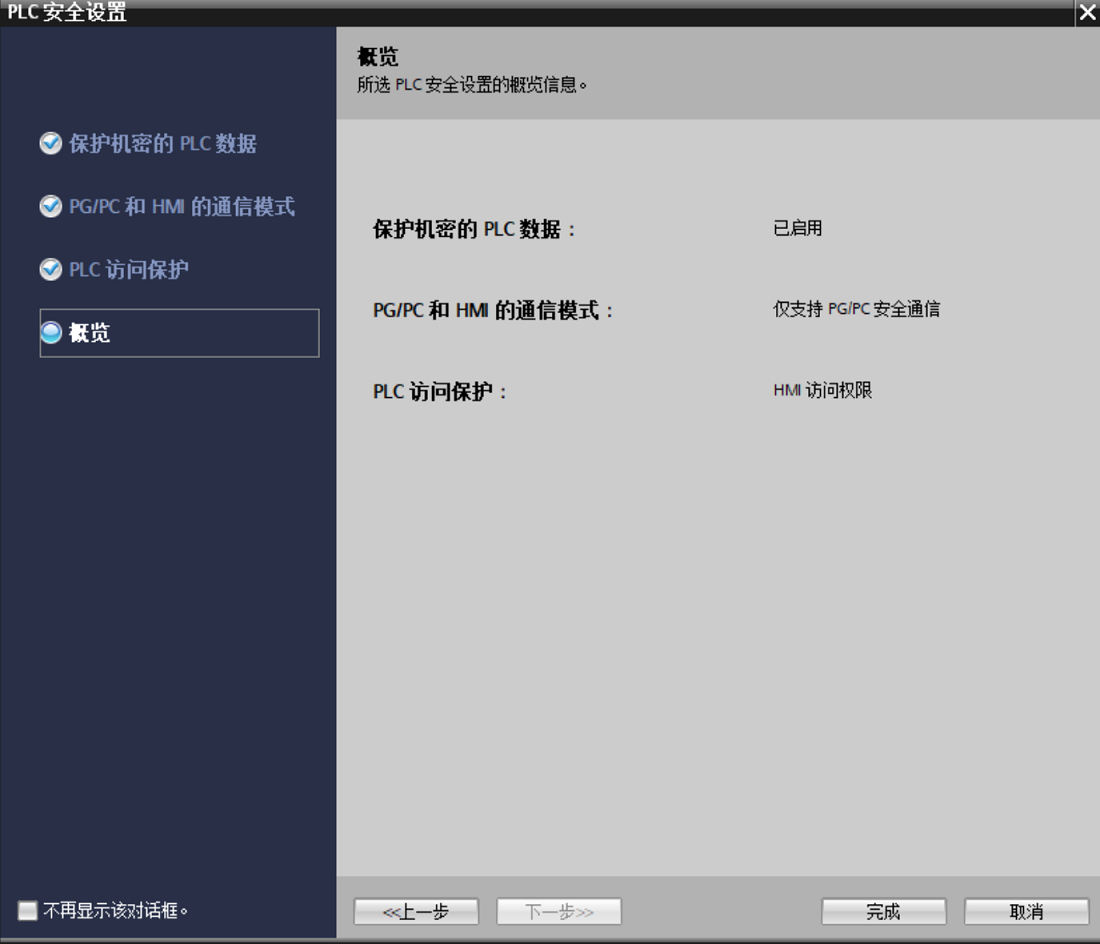 PLC 安全设置
保护机密的 PLC 数据
PG/PC 和 HMI 的通信模式
PLC 访问保护
概览
概览
所选 PLC 安全设置的概览信息。
保护机密的 PLC 数据： 已启用
PG/PC 和 HMI 的通信模式： 仅支持 PG/PC 安全通信
PLC 访问保护： HMI 访问权限
不再显示该对话框。
<<上一步 下一步>> 完成 取消